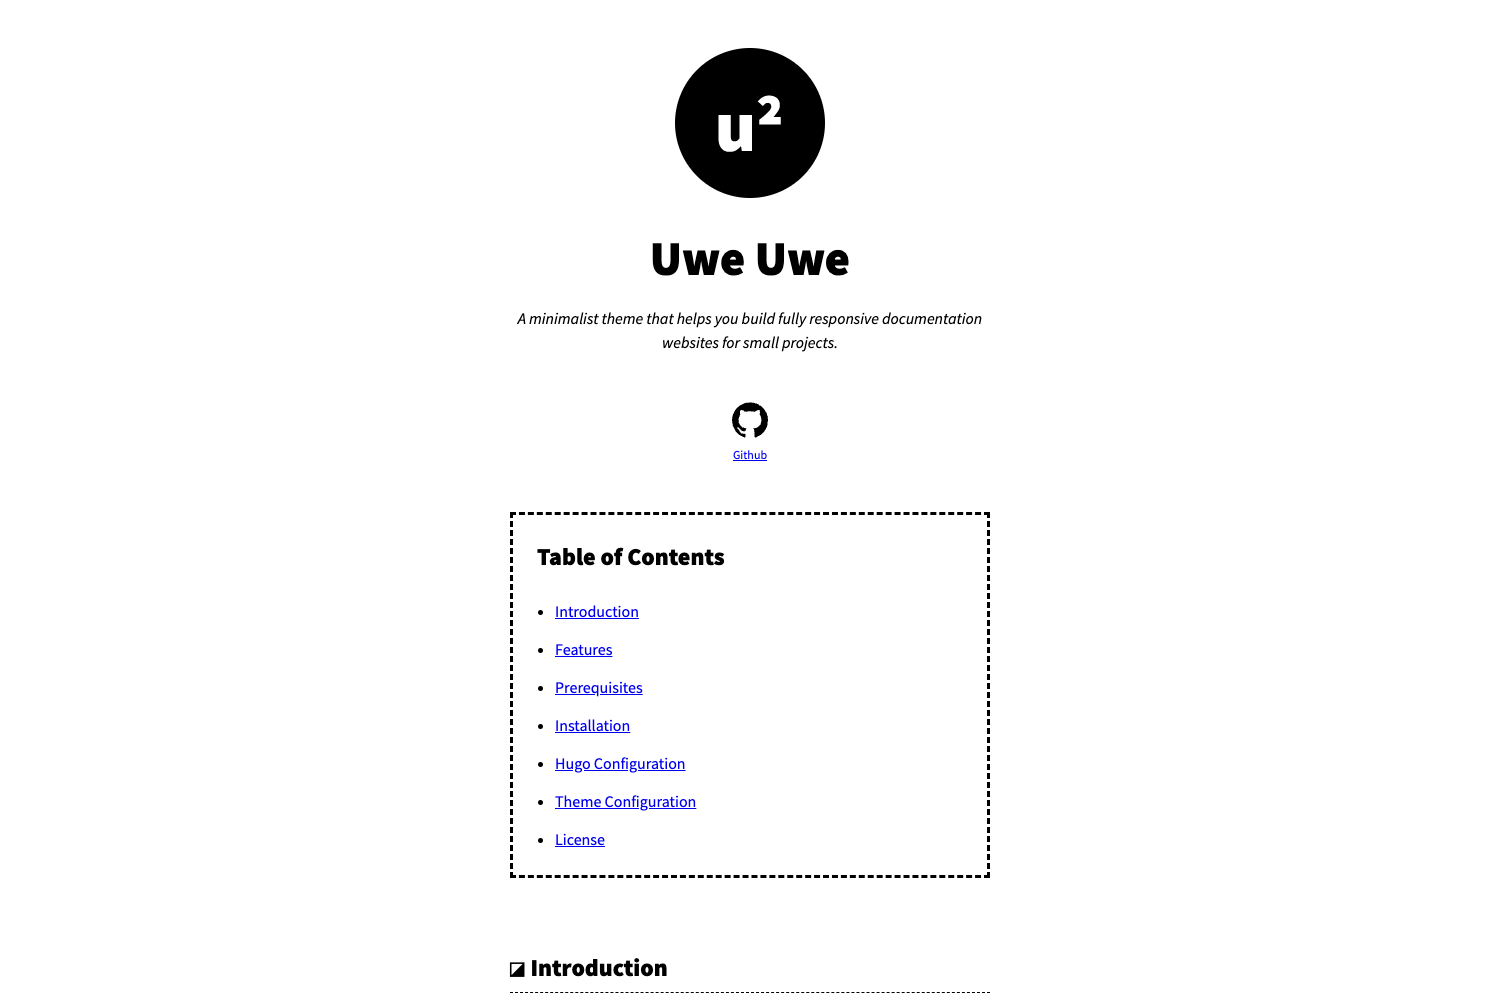 u²
Uwe Uwe
A minimalist theme that helps you build fully responsive documentation
websites for small projects.
Github
Table of Contents
Introduction
Features
Prerequisites
Installation
Hugo Configuration
Theme Configuration
License
◪ Introduction